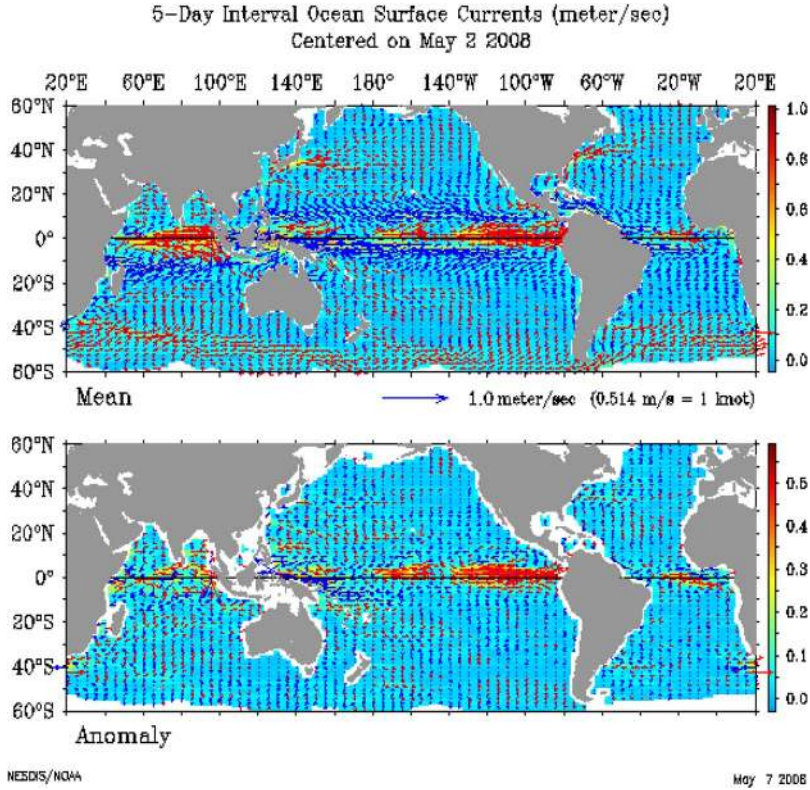 5-Day Interval Ocean Surface Currents (meter/sec)
Centered on May 2 2008
20°E 60°E 100°E 140°E 180° 140°W 100°W 60°W 20°W 20°E
60°N
40°N
20°N
0°
20°S
40°S
60°S
1.0
0.8
0.6
0.4
0.2
0.0
Mean
1.0 meter/sec (0.514 m/s = 1 knot)
60°N
40°N
20°N
0°
20°S
40°S
60°S
0.5
0.4
0.3
0.2
0.1
0.0
Anomaly
NESDIS/NOAA
May 7 2008